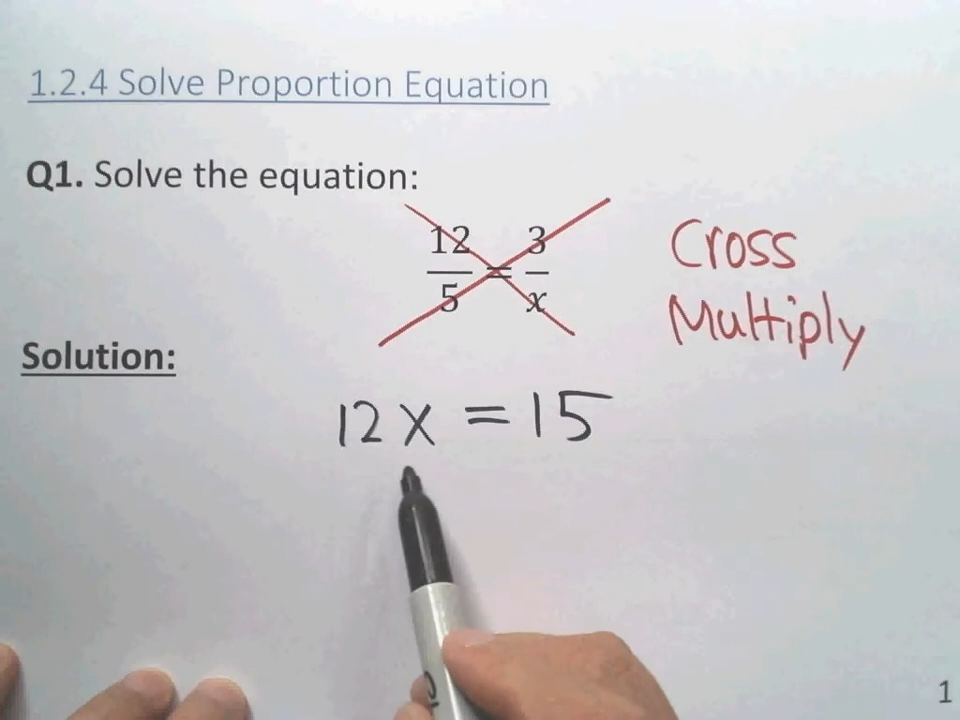 1.2.4 Solve Proportion Equation
Q1. Solve the equation:
12/5 = 3/x
Cross
Multiply
Solution:
12x = 15
1